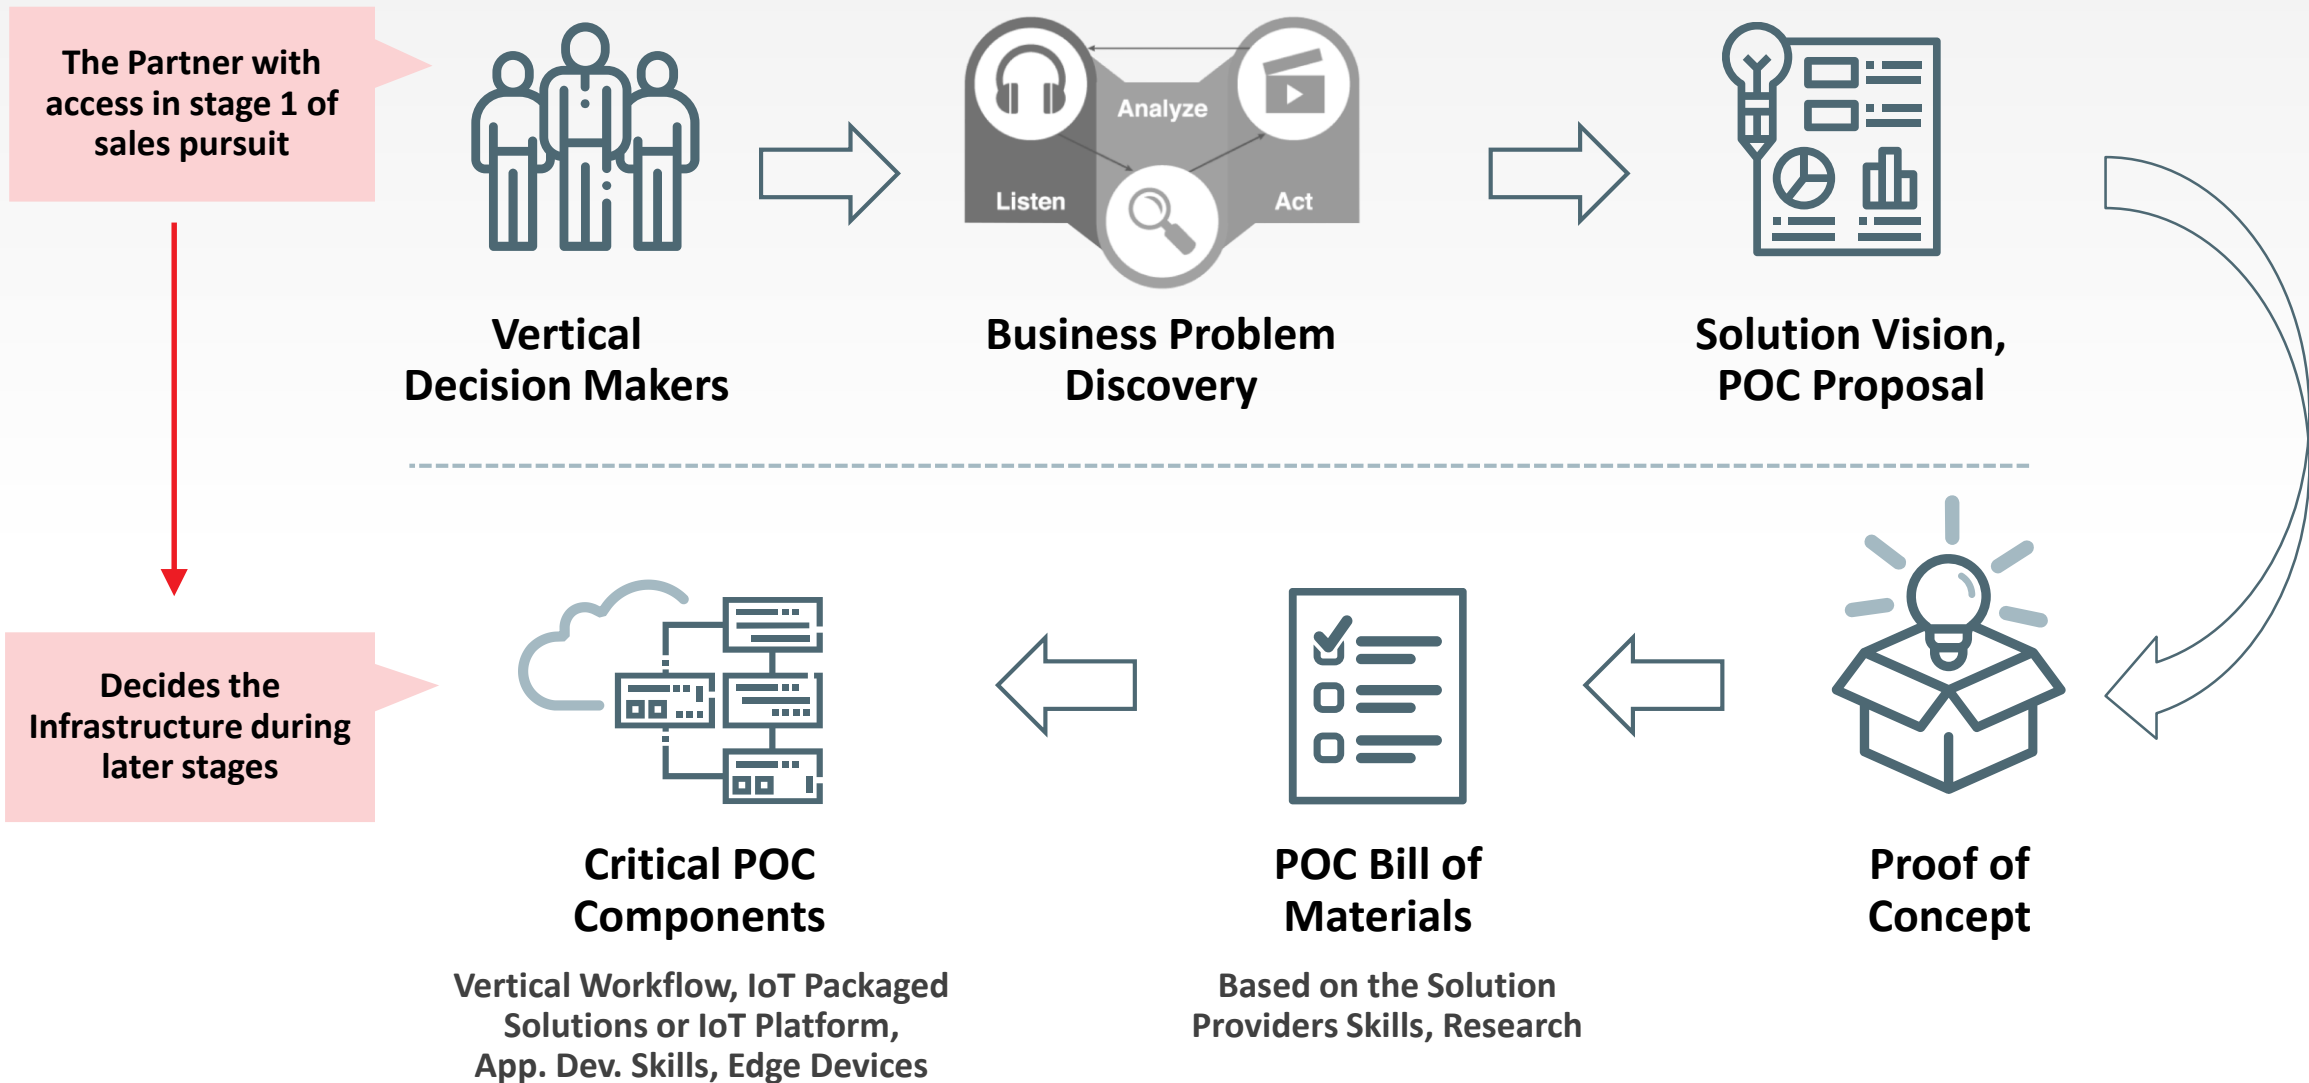 The Partner with
access in stage 1 of
sales pursuit
Analyze
Listen
Act
Vertical
Decision Makers
Business Problem
Discovery
Solution Vision,
POC Proposal
Decides the
Infrastructure during
later stages
Critical POC
Components
Vertical Workflow, IoT Packaged
Solutions or IoT Platform,
App. Dev. Skills, Edge Devices
POC Bill of
Materials
Based on the Solution
Providers Skills, Research
Proof of
Concept